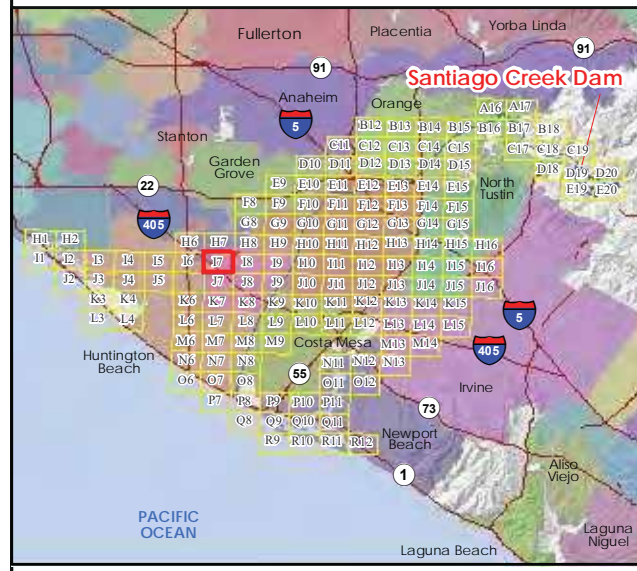 Yorba Linda
Fullerton Placentia
91
91
Santiago Creek Dam
Anaheim Orange
5
A16 A17
B12 B13 B14 B15 B16 B17 B18
Stanton
C11 C12 C13 C14 C15 C17 C18 C19
Garden
Grove
D10 D11 D12 D13 D14 D15 D18 D19 D20
North
Tustin
22
E9 E10 E11 E12 E13 E14 E15 E19 E20
F8 F9 F10 F11 F12 F13 F14 F15
405
G8 G9 G10 G11 G12 G13 G14 G15
H1 H2 H6 H7 H8 H9 H10 H11 H12 H13 H14 H15 H16
I1 I2 I3 I4 I5 I6 I7 I8 I9 I10 I11 I12 I13 I14 I15 I16
J2 J3 J4 J5 J7 J8 J9 J10 J11 J12 J13 J14 J15 J16
K3 K4 K6 K7 K8 K9 K10 K11 K12 K13 K14 K15
5
L3 L4 L6 L7 L8 L9 L10 L11 L12 L13 L14 L15
M6 M7 M8 M9 Costa Mesa M13 M14
405
Huntington
Beach
N6 N7 N8 N11 N12 N13
55
O6 O7 O8 O11 O12
Irvine
P7 P8 P9 P10 P11
73
Q8 Q9 Q10 Q11
Newport
Beach
R9 R10 R11 R12
1
Aliso
Viejo
PACIFIC
OCEAN
Laguna
Niguel
Laguna Beach